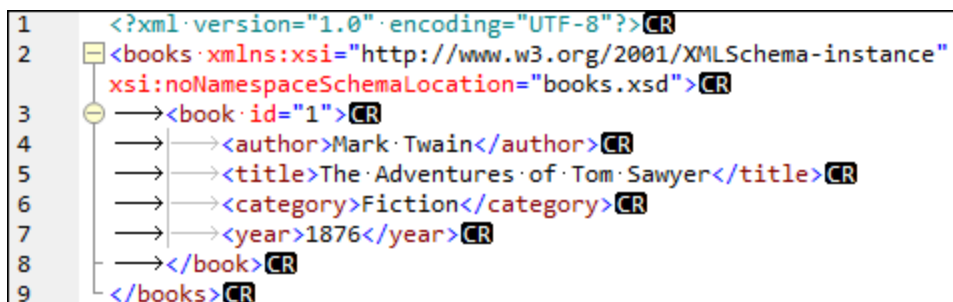 1 <?xml version="1.0" encoding="UTF-8"?>CR
2 <books xmlns:xsi="http://www.w3.org/2001/XMLSchema-instance"
xsi:noNamespaceSchemaLocation="books.xsd">CR
3 <book id="1">CR
4 <author>Mark Twain</author>CR
5 <title>The Adventures of Tom Sawyer</title>CR
6 <category>Fiction</category>CR
7 <year>1876</year>CR
8 </book>CR
9 </books>CR